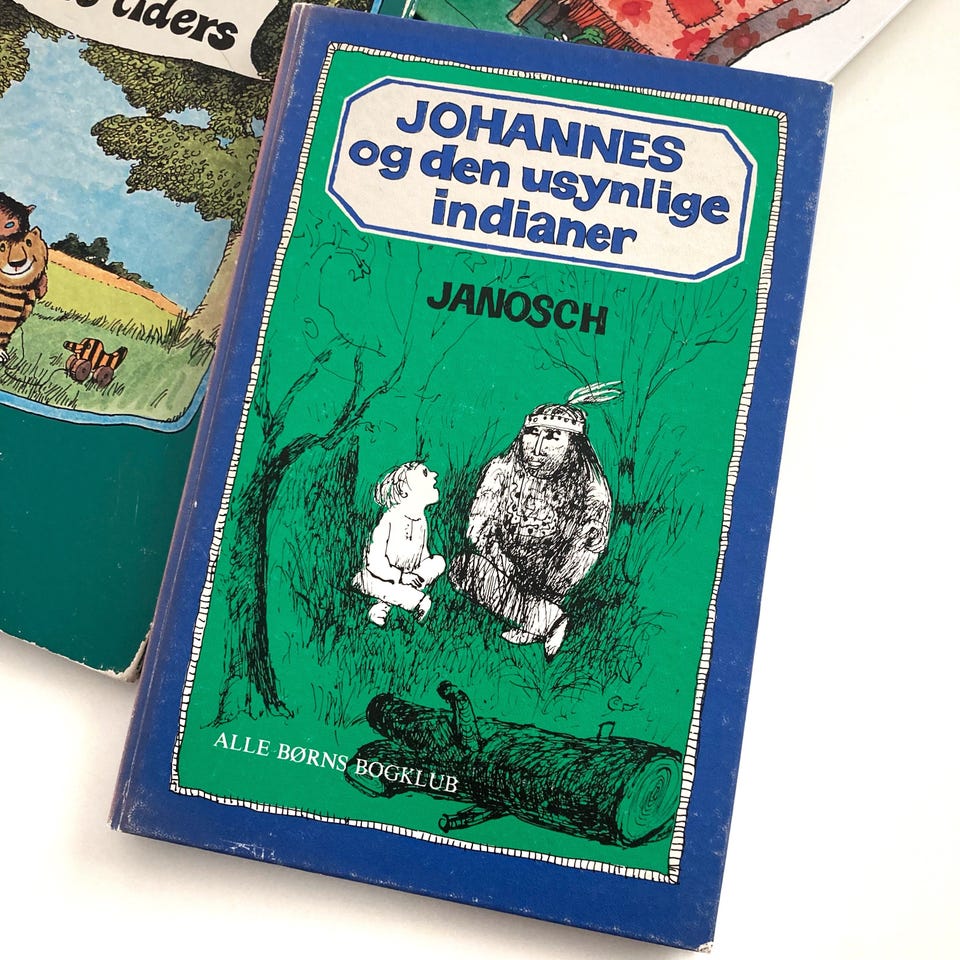 tiders
JOHANNES
og den usynlige
indianer
JANOSCH
ALLE BØRNS BOGKLUB